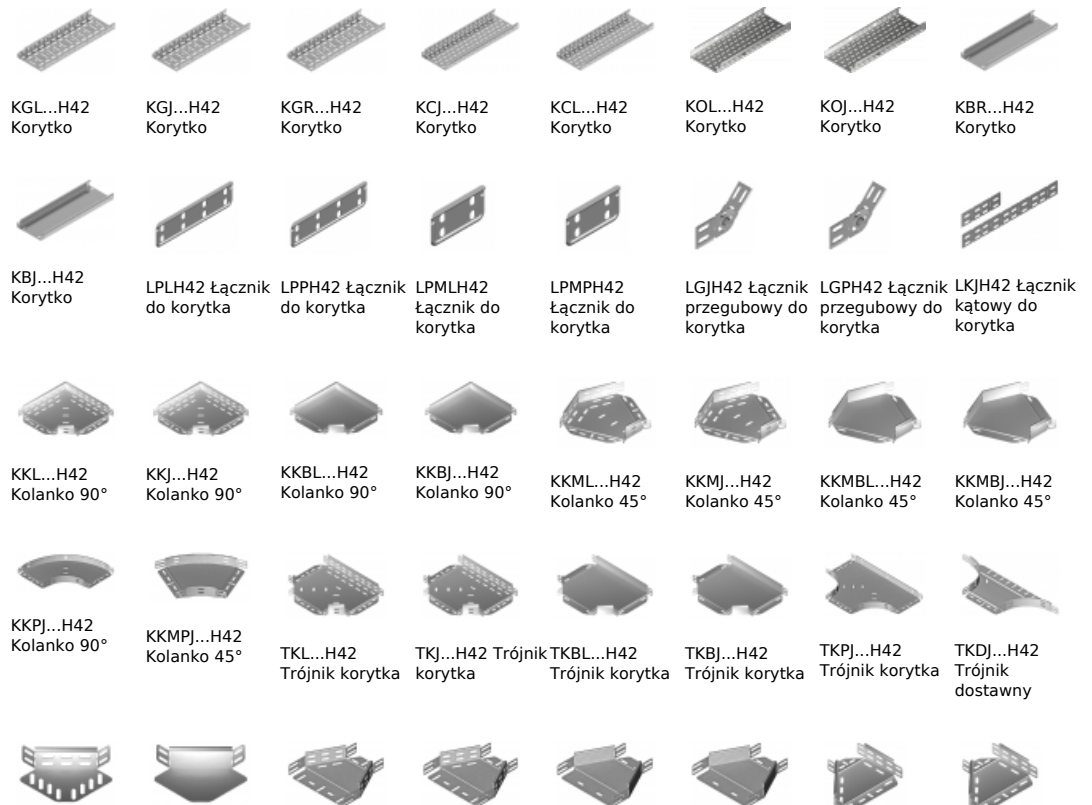 KGL...H42
Korytko
KGJ...H42
Korytko
KGR...H42
Korytko
KCJ...H42
Korytko
KCL...H42
Korytko
KOL...H42
Korytko
KOJ...H42
Korytko
KBR...H42
Korytko
KBJ...H42
Korytko
LPLH42 Łącznik
do korytka
LPPH42 Łącznik
do korytka
LPMLH42
Łącznik do
korytka
LPMPH42
Łącznik do
korytka
LGJH42 Łącznik
przegubowy do
korytka
LGPH42 Łącznik
przegubowy do
korytka
LKJH42 Łącznik
kątowy do
korytka
KKL...H42
Kolanko 90°
KKJ...H42
Kolanko 90°
KKBL...H42
Kolanko 90°
KKBJ...H42
Kolanko 90°
KKML...H42
Kolanko 45°
KKMJ...H42
Kolanko 45°
KKMBL...H42
Kolanko 45°
KKMBJ...H42
Kolanko 45°
KKPJ...H42
Kolanko 90°
KKMPJ...H42
Kolanko 45°
TKL...H42
Trójnik korytka
TKJ...H42 Trójnik
korytka
TKBL...H42
Trójnik korytka
TKBJ...H42
Trójnik korytka
TKPJ...H42
Trójnik korytka
TKDJ...H42
Trójnik
dostawny